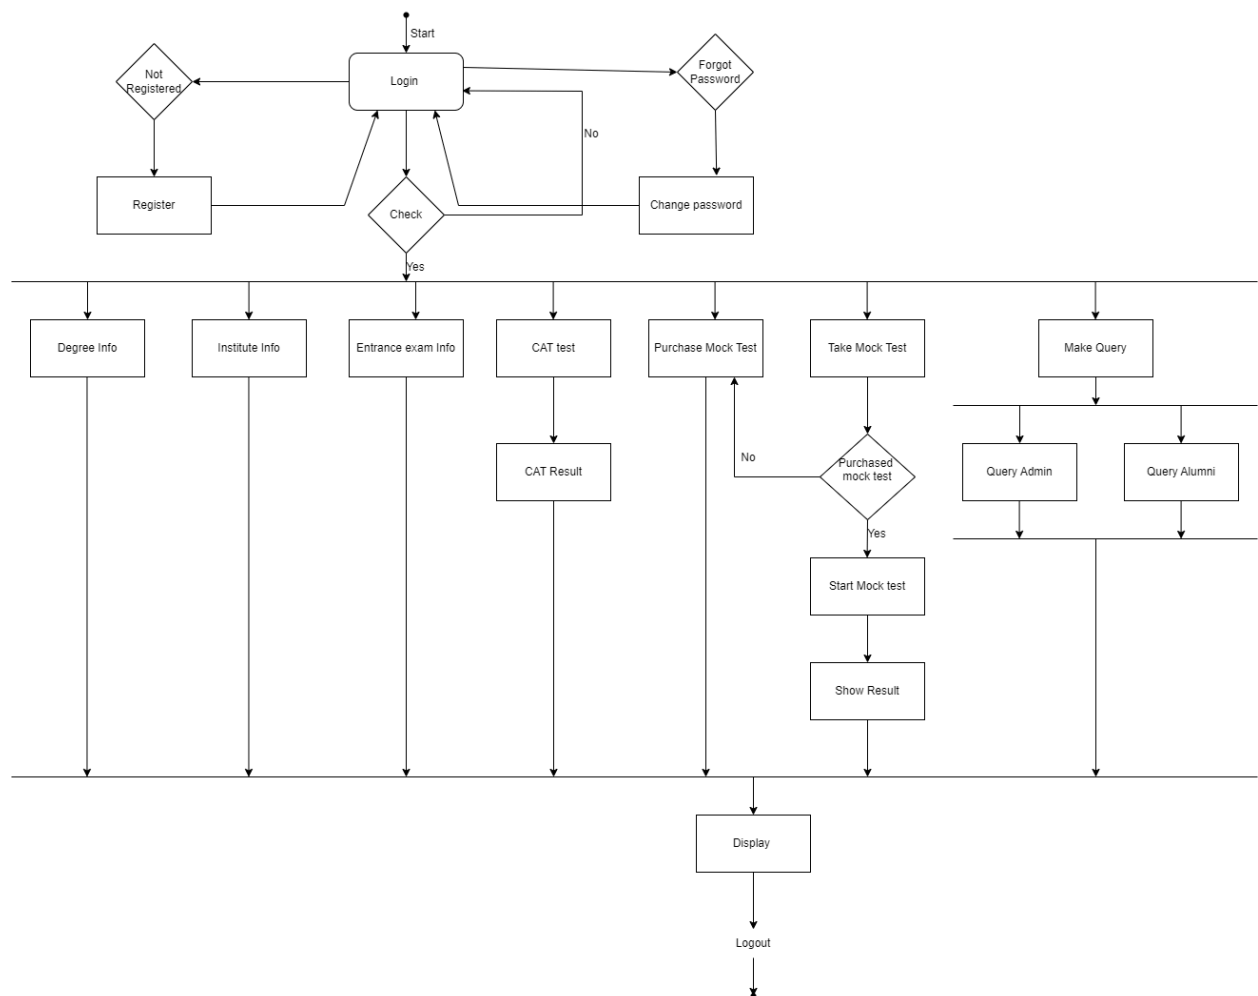 Start
Not
Registered
Login
Forgot
Password
No
Register
Check
Change password
Yes
Degree Info
Institute Info
Entrance exam Info
CAT test
Purchase Mock Test
Take Mock Test
Make Query
No
Purchased
mock test
CAT Result
Query Admin
Query Alumni
Yes
Start Mock test
Show Result
Display
Logout